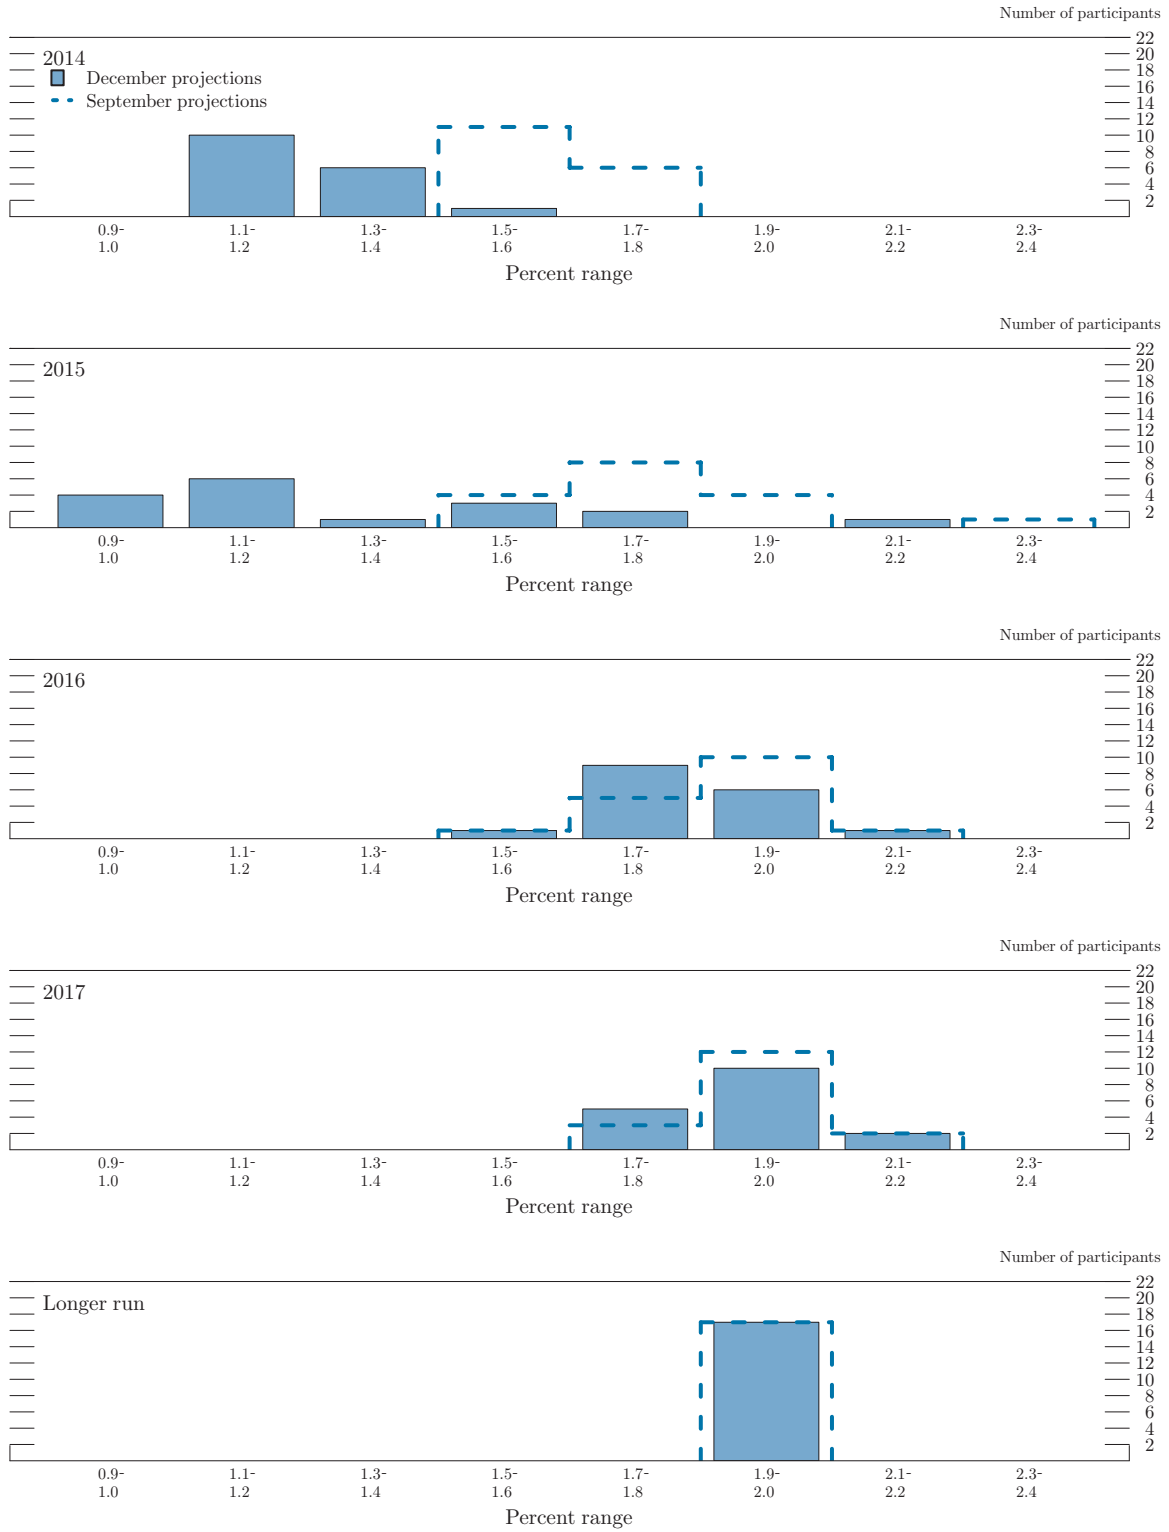 Number of participants
2014
December projections
September projections
22
20
18
16
14
12
10
8
6
4
2
0.9- 1.1- 1.3- 1.5- 1.7- 1.9- 2.1- 2.3-
1.0 1.2 1.4 1.6 1.8 2.0 2.2 2.4
Percent range
Number of participants
2015
22
20
18
16
14
12
10
8
6
4
2
0.9- 1.1- 1.3- 1.5- 1.7- 1.9- 2.1- 2.3-
1.0 1.2 1.4 1.6 1.8 2.0 2.2 2.4
Percent range
Number of participants
2016
22
20
18
16
14
12
10
8
6
4
2
0.9- 1.1- 1.3- 1.5- 1.7- 1.9- 2.1- 2.3-
1.0 1.2 1.4 1.6 1.8 2.0 2.2 2.4
Percent range
Number of participants
2017
22
20
18
16
14
12
10
8
6
4
2
0.9- 1.1- 1.3- 1.5- 1.7- 1.9- 2.1- 2.3-
1.0 1.2 1.4 1.6 1.8 2.0 2.2 2.4
Percent range
Number of participants
Longer run
22
20
18
16
14
12
10
8
6
4
2
0.9- 1.1- 1.3- 1.5- 1.7- 1.9- 2.1- 2.3-
1.0 1.2 1.4 1.6 1.8 2.0 2.2 2.4
Percent range